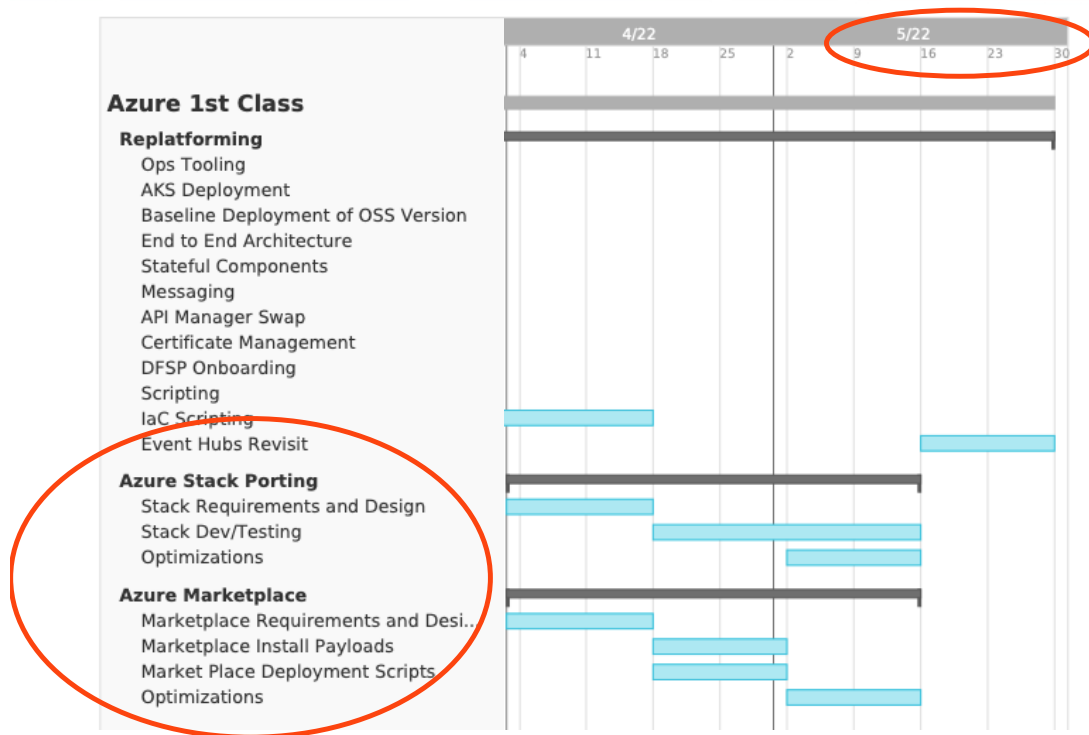 4/22 5/22
4 11 18 25 2 9 16 23 30
Azure 1st Class
Replatforming
Ops Tooling
AKS Deployment
Baseline Deployment of OSS Version
End to End Architecture
Stateful Components
Messaging
API Manager Swap
Certificate Management
DFSP Onboarding
Scripting
IaC Scripting
Event Hubs Revisit
Azure Stack Porting
Stack Requirements and Design
Stack Dev/Testing
Optimizations
Azure Marketplace
Marketplace Requirements and Desi...
Marketplace Install Payloads
Market Place Deployment Scripts
Optimizations